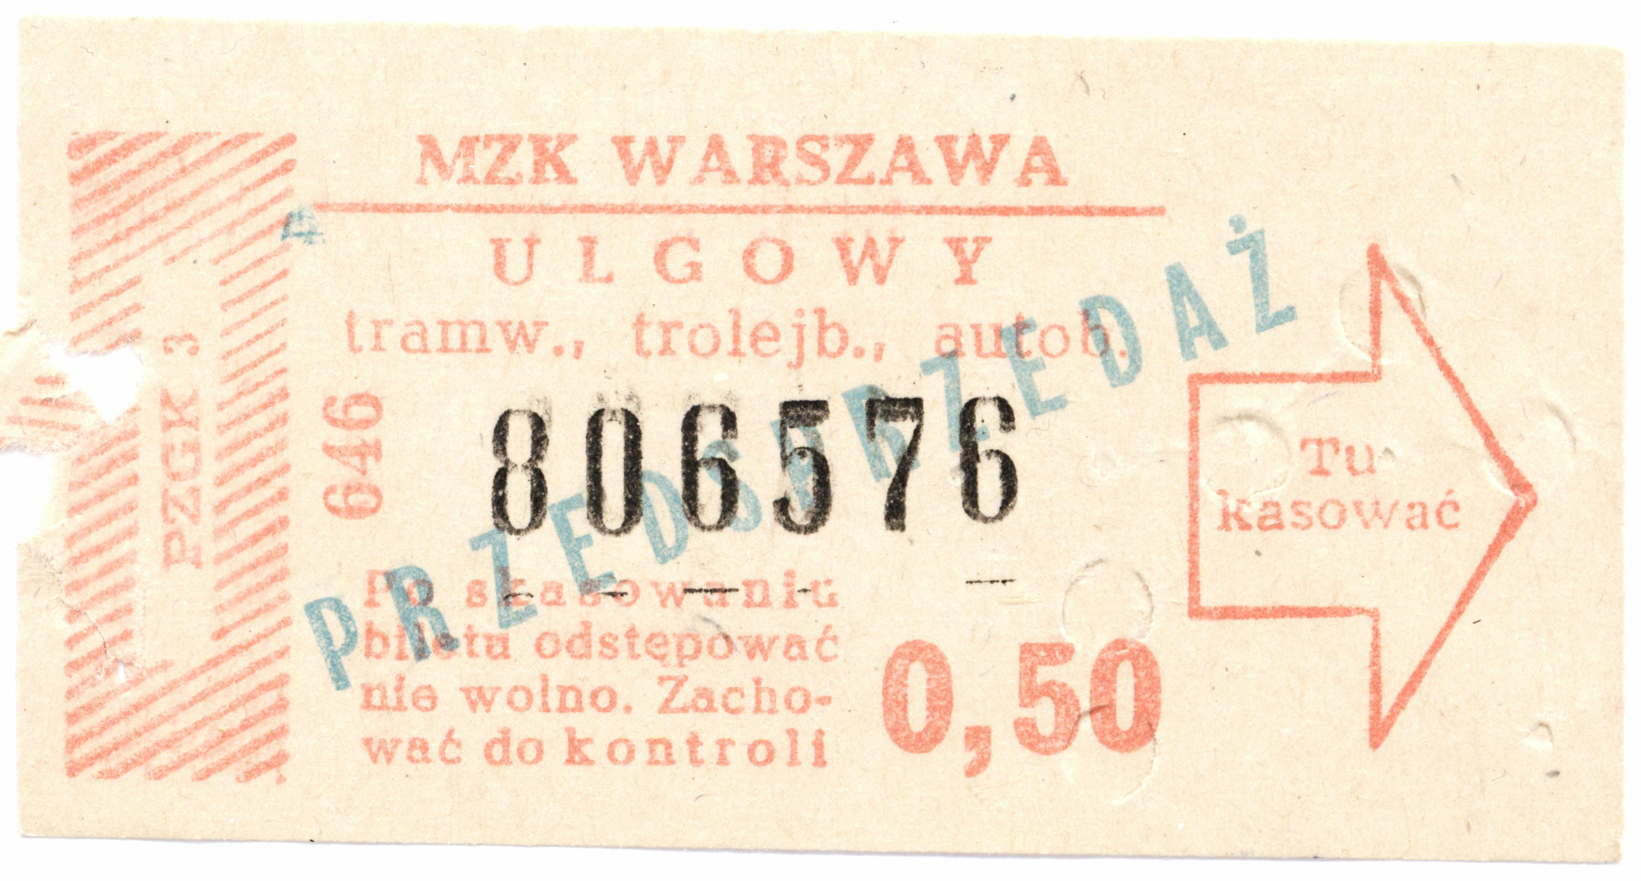 MZK WARSZAWA
ULGOWY
tramw., trolejb., autob.
PZGK 3
646
806576
PRZEDSPRZEDAŻ
Po skasowaniu
biletu odstępować
nie wolno. Zacho-
wać do kontroli
0,50
Tu
kasować